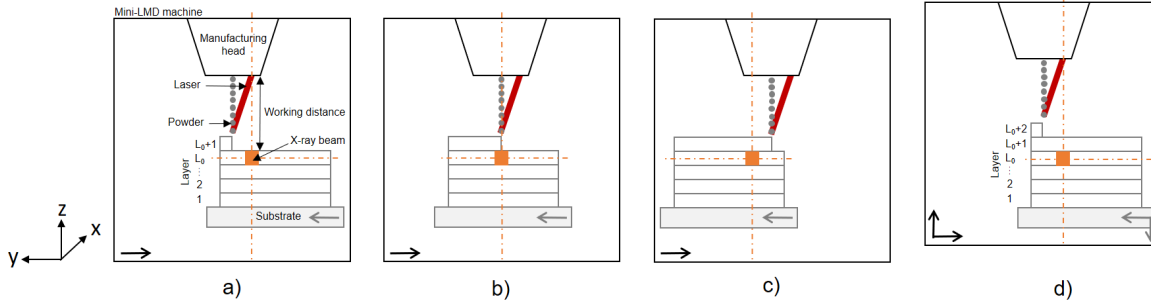 Mini-LMD machine
Manufacturing
head
Laser
Working distance
Powder
X-ray beam
L₀+1
L₀
2
1
Layer
Substrate
L₀+2
L₀+1
L₀
2
1
Layer
z
x
y
a)
b)
c)
d)